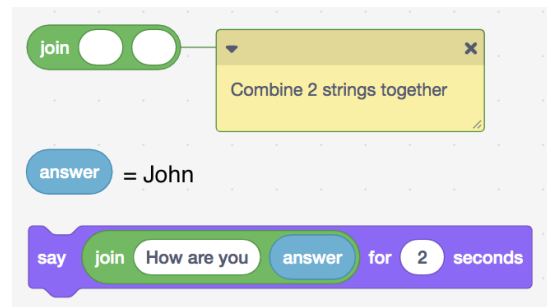 join
Combine 2 strings together
answer = John
say join How are you answer for 2 seconds